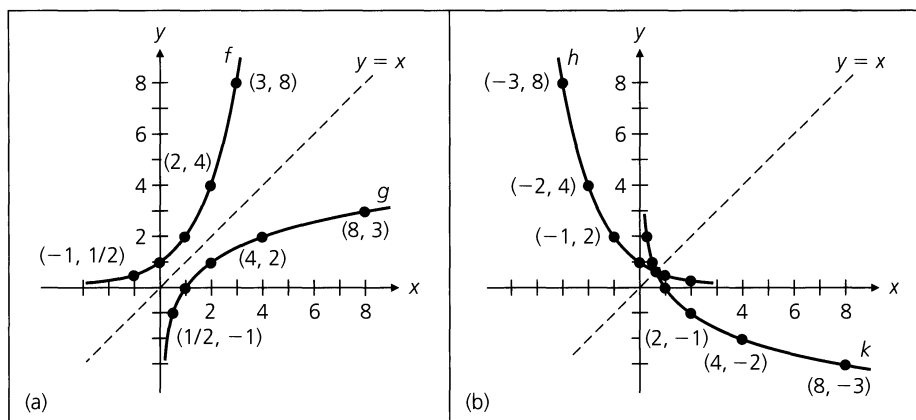 y
f
y = x
8
(3, 8)
6
(2, 4)
4
g
2
(8, 3)
(−1, 1/2)
(4, 2)
x
2 4 6 8
(1/2, −1)
(a)
y
h
y = x
(−3, 8)
8
6
(−2, 4)
4
(−1, 2)
2
x
4 6 8
(2, −1)
(4, −2)
k
(8, −3)
(b)